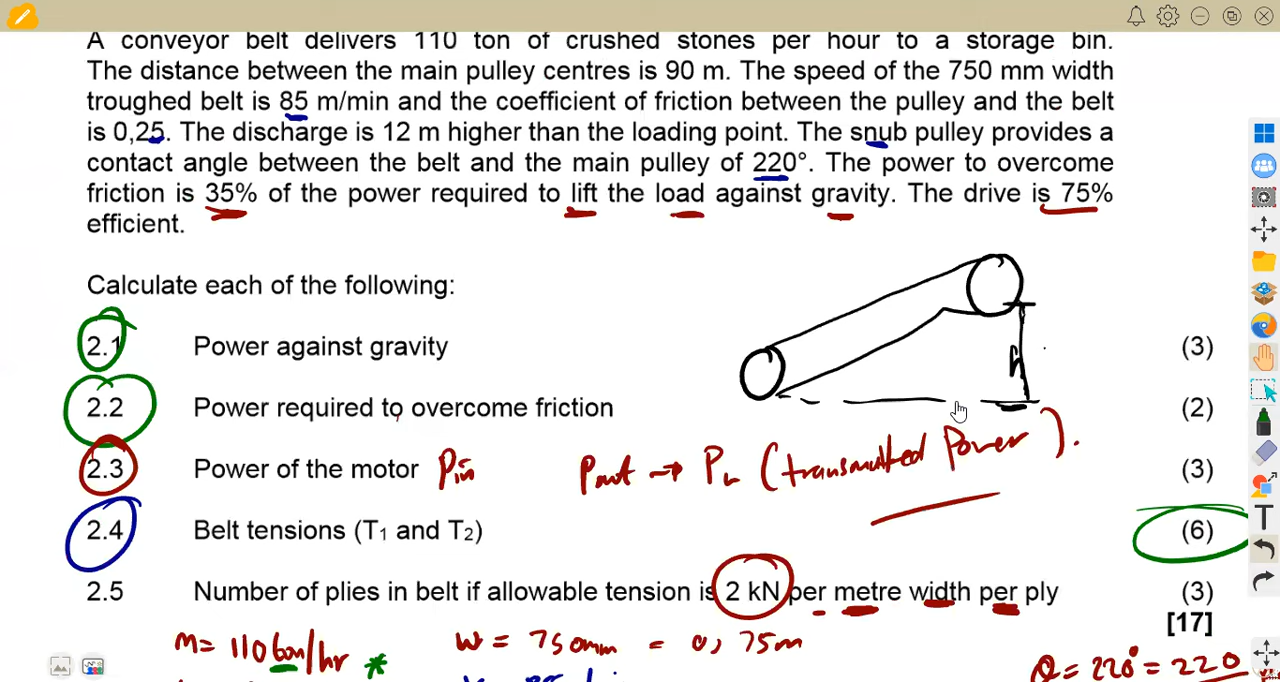 A conveyor belt delivers 110 ton of crushed stones per hour to a storage bin.
The distance between the main pulley centres is 90 m. The speed of the 750 mm width
troughed belt is 85 m/min and the coefficient of friction between the pulley and the belt
is 0,25. The discharge is 12 m higher than the loading point. The snub pulley provides a
contact angle between the belt and the main pulley of 220°. The power to overcome
friction is 35% of the power required to lift the load against gravity. The drive is 75%
efficient.
Calculate each of the following:
2.1 Power against gravity (3)
h
2.2 Power required to overcome friction (2)
2.3 Power of the motor Pin Pout → (transmitted Power). (3)
2.4 Belt tensions (T1 and T2) (6)
2.5 Number of plies in belt if allowable tension is 2 kN per metre width per ply (3)
[17]
M = 110 ton/hr * W = 750mm = 0,75m
θ = 220° = 220